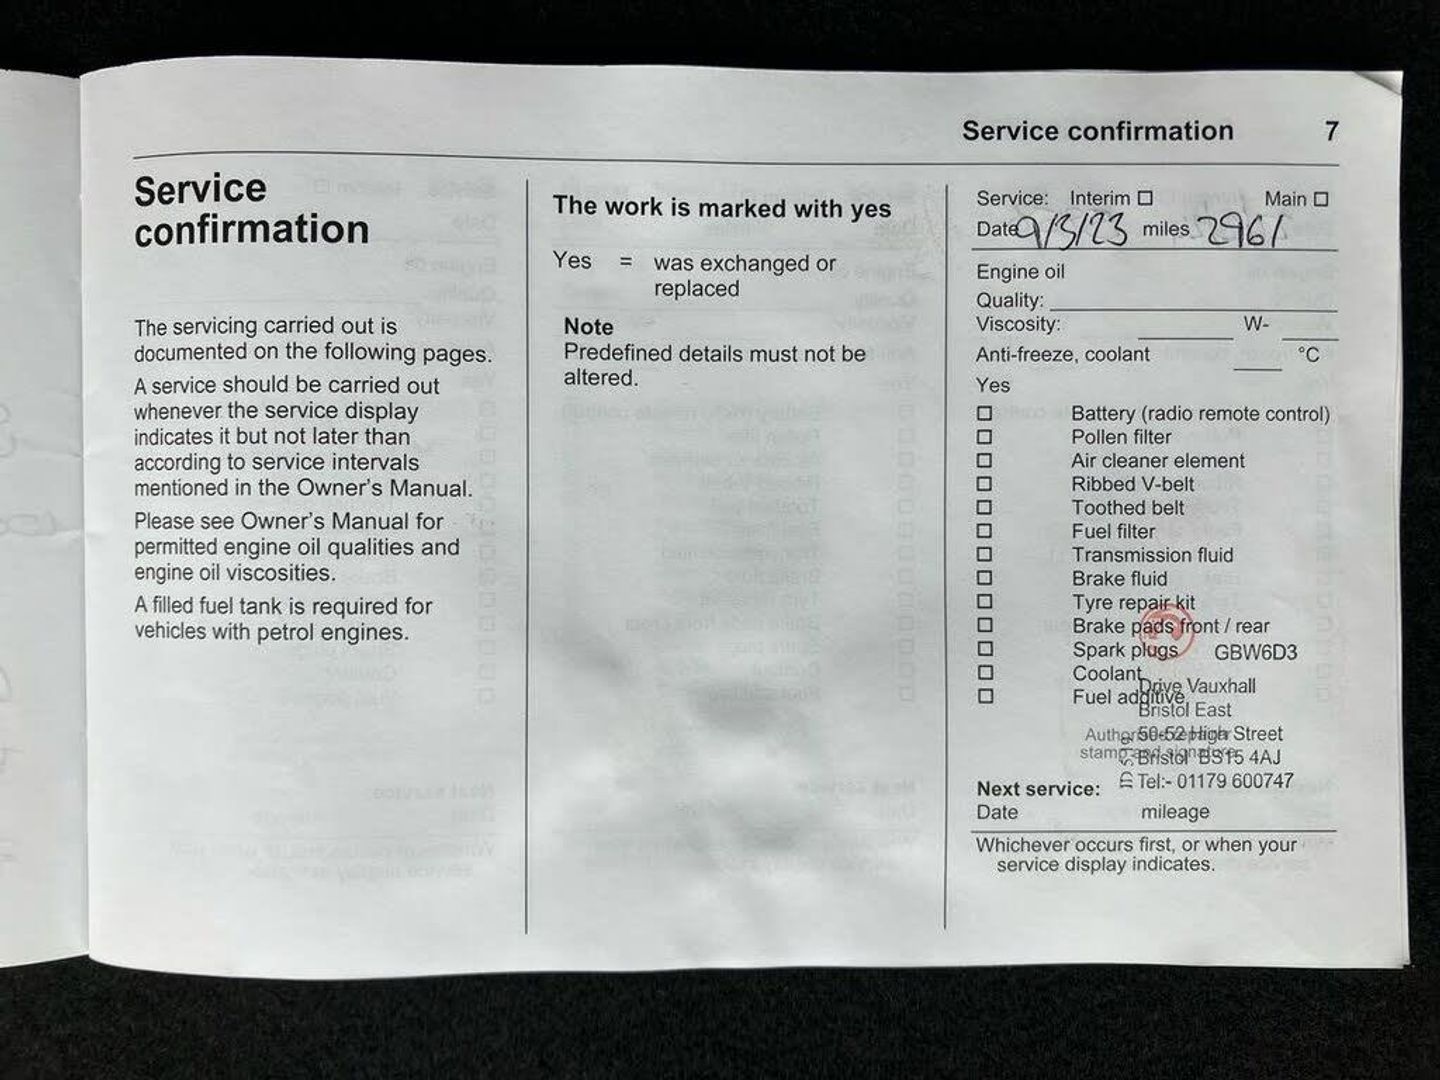 Service confirmation 7
Service
confirmation
The servicing carried out is
documented on the following pages.
A service should be carried out
whenever the service display
indicates it but not later than
according to service intervals
mentioned in the Owner's Manual.
Please see Owner's Manual for
permitted engine oil qualities and
engine oil viscosities.
A filled fuel tank is required for
vehicles with petrol engines.
The work is marked with yes
Yes = was exchanged or
replaced
Note
Predefined details must not be
altered.
Service: Interim ☐ Main ☐
Date 9/3/23 miles 2961
Engine oil
Quality:
Viscosity: W-
Anti-freeze, coolant °C
Yes
☐ Battery (radio remote control)
☐ Pollen filter
☐ Air cleaner element
☐ Ribbed V-belt
☐ Toothed belt
☐ Fuel filter
☐ Transmission fluid
☐ Brake fluid
☐ Tyre repair kit
☐ Brake pads front / rear
☐ Spark plugs GBW6D3
☐ Coolant
☐ Fuel additive
Drive Vauxhall
Bristol East
50-52 High Street
Bristol BS15 4AJ
Tel:- 01179 600747
Authorised repairer
stamp and signature
Next service:
Date mileage
Whichever occurs first, or when your
service display indicates.